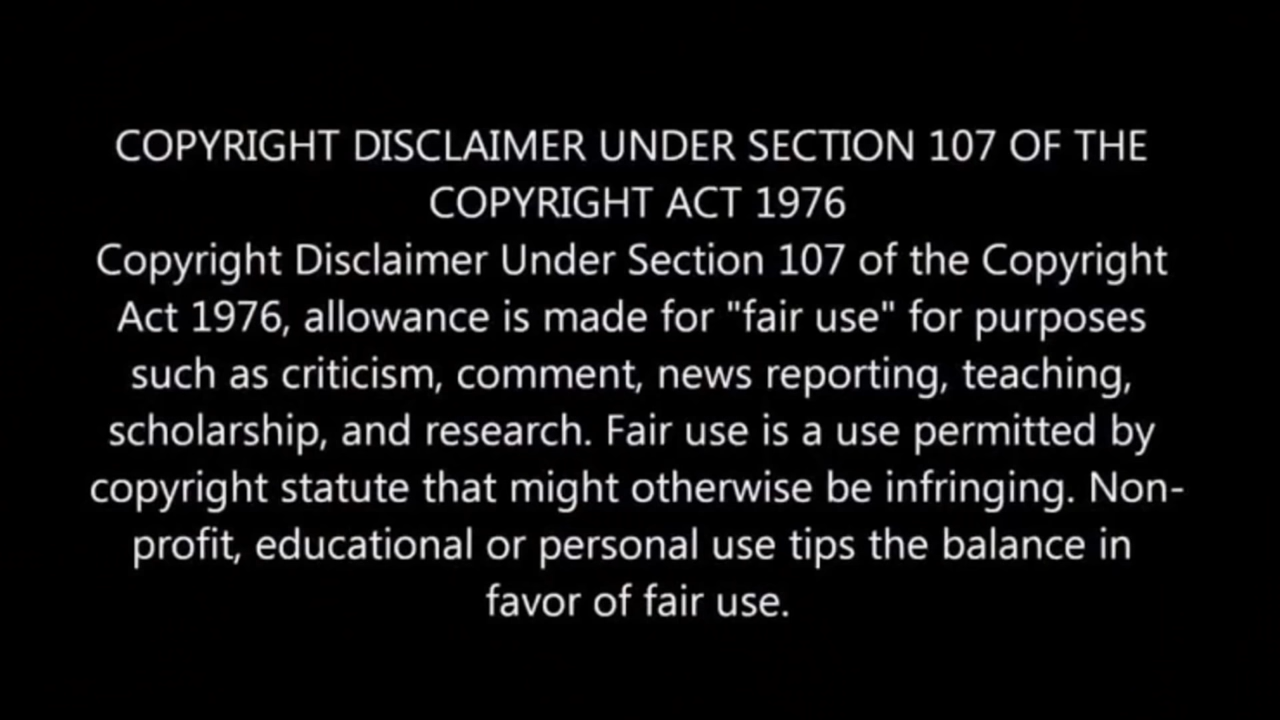 COPYRIGHT DISCLAIMER UNDER SECTION 107 OF THE
COPYRIGHT ACT 1976
Copyright Disclaimer Under Section 107 of the Copyright
Act 1976, allowance is made for "fair use" for purposes
such as criticism, comment, news reporting, teaching,
scholarship, and research. Fair use is a use permitted by
copyright statute that might otherwise be infringing. Non-
profit, educational or personal use tips the balance in
favor of fair use.